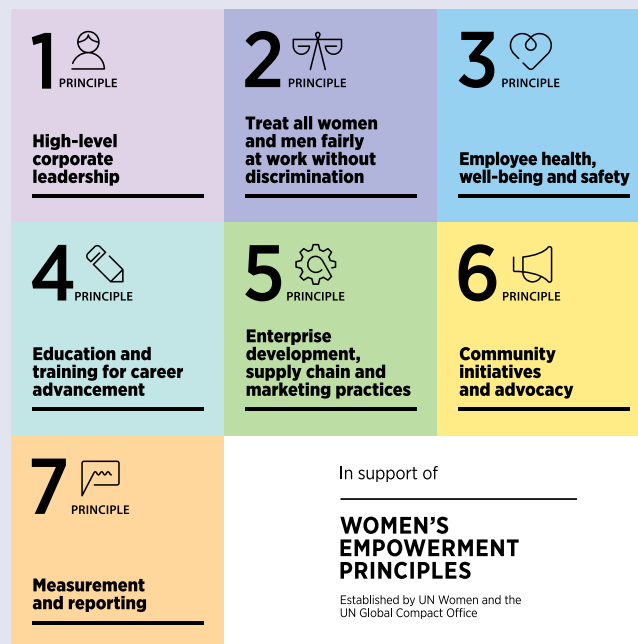 1 PRINCIPLE
High-level
corporate
leadership
2 PRINCIPLE
Treat all women
and men fairly
at work without
discrimination
3 PRINCIPLE
Employee health,
well-being and safety
4 PRINCIPLE
Education and
training for career
advancement
5 PRINCIPLE
Enterprise
development,
supply chain and
marketing practices
6 PRINCIPLE
Community
initiatives
and advocacy
7 PRINCIPLE
Measurement
and reporting
In support of
WOMEN'S
EMPOWERMENT
PRINCIPLES
Established by UN Women and the
UN Global Compact Office